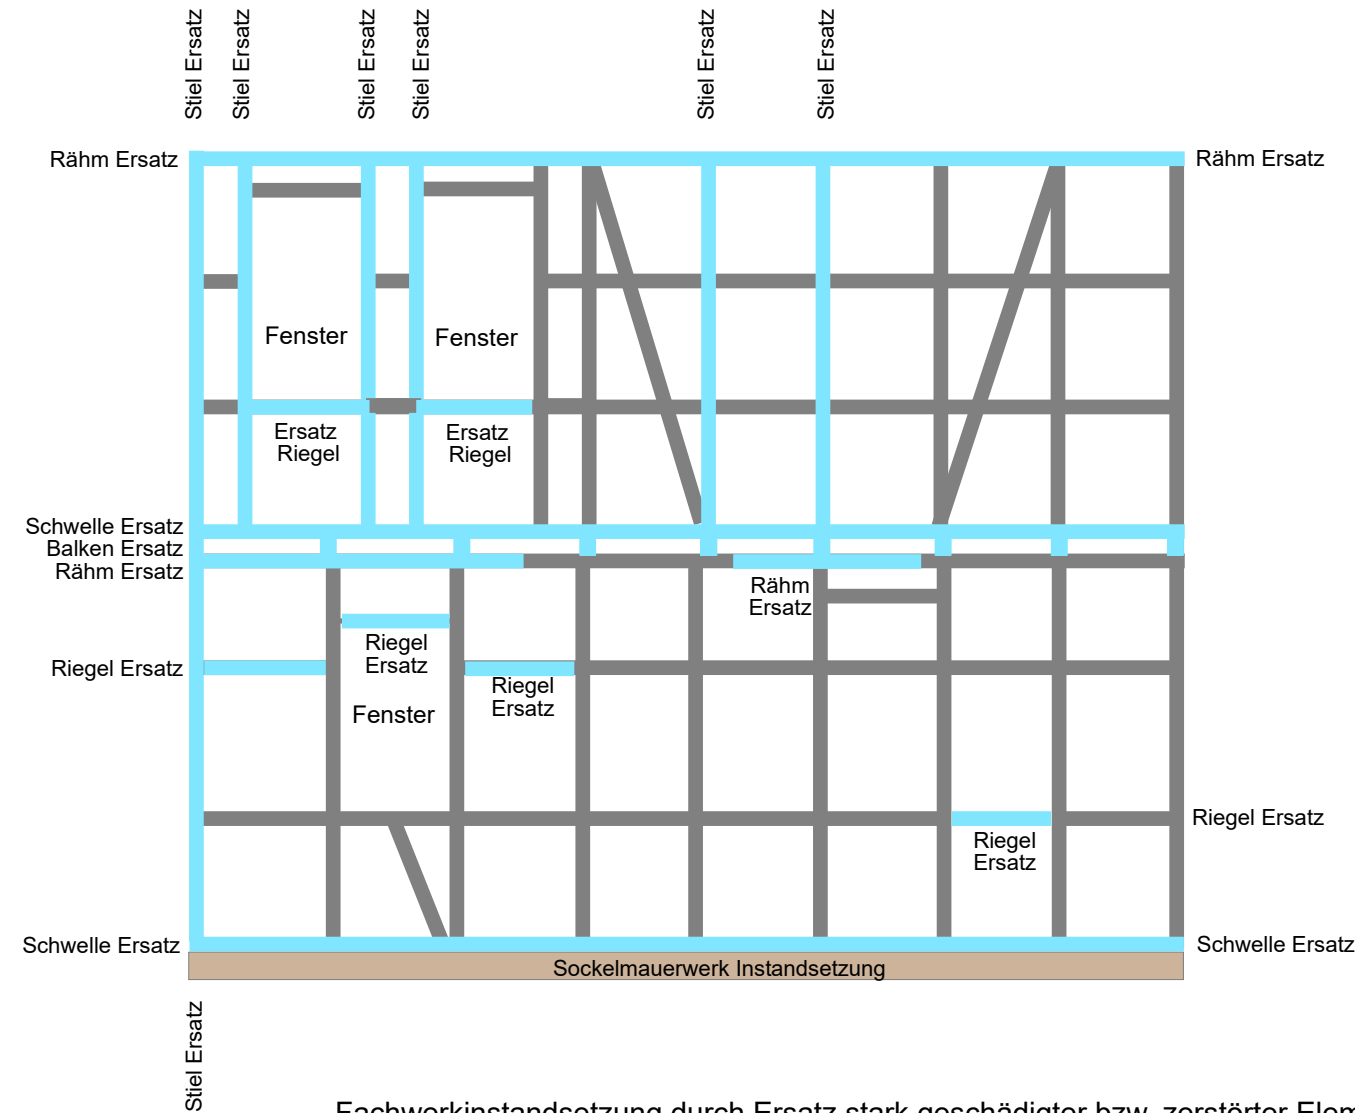 Stiel Ersatz
Stiel Ersatz
Stiel Ersatz
Stiel Ersatz
Stiel Ersatz
Stiel Ersatz
Rähm Ersatz
Rähm Ersatz
Fenster
Fenster
Ersatz
Riegel
Ersatz
Riegel
Schwelle Ersatz
Balken Ersatz
Rähm Ersatz
Rähm
Ersatz
Riegel
Ersatz
Riegel Ersatz
Riegel
Ersatz
Fenster
Riegel Ersatz
Riegel
Ersatz
Schwelle Ersatz
Schwelle Ersatz
Sockelmauerwerk Instandsetzung
Stiel Ersatz
Fachwerkinstandsetzung durch Ersatz stark geschädigter bzw. zerstörter